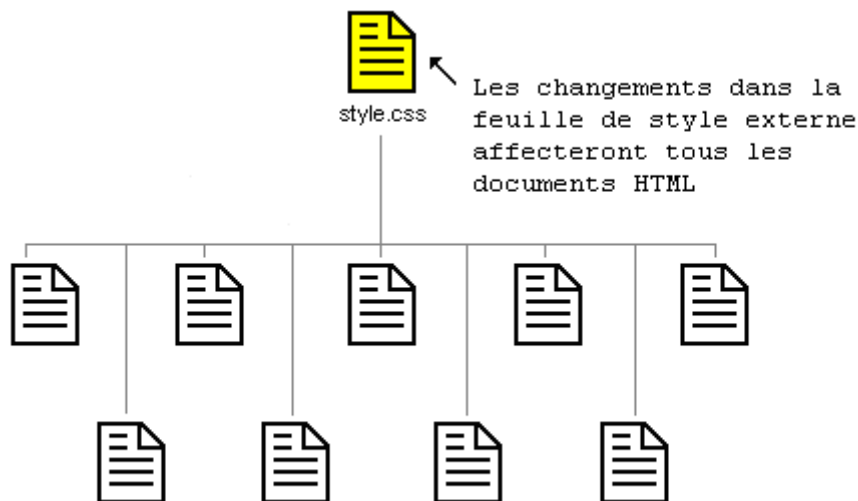 style.css
Les changements dans la
feuille de style externe
affecteront tous les
documents HTML